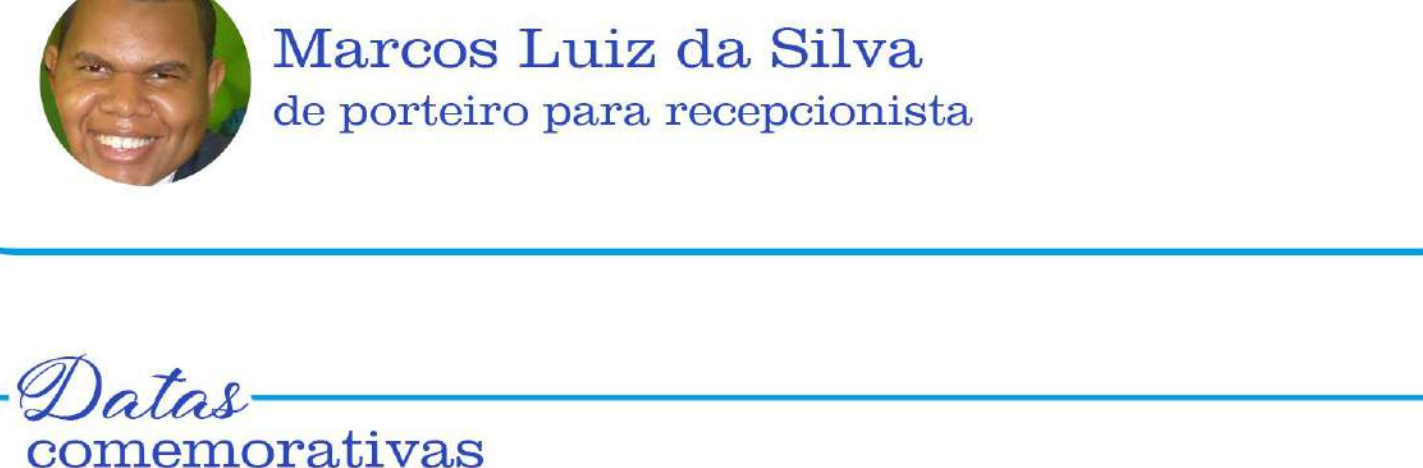 Marcos Luiz da Silva
de porteiro para recepcionista
Datas
comemorativas